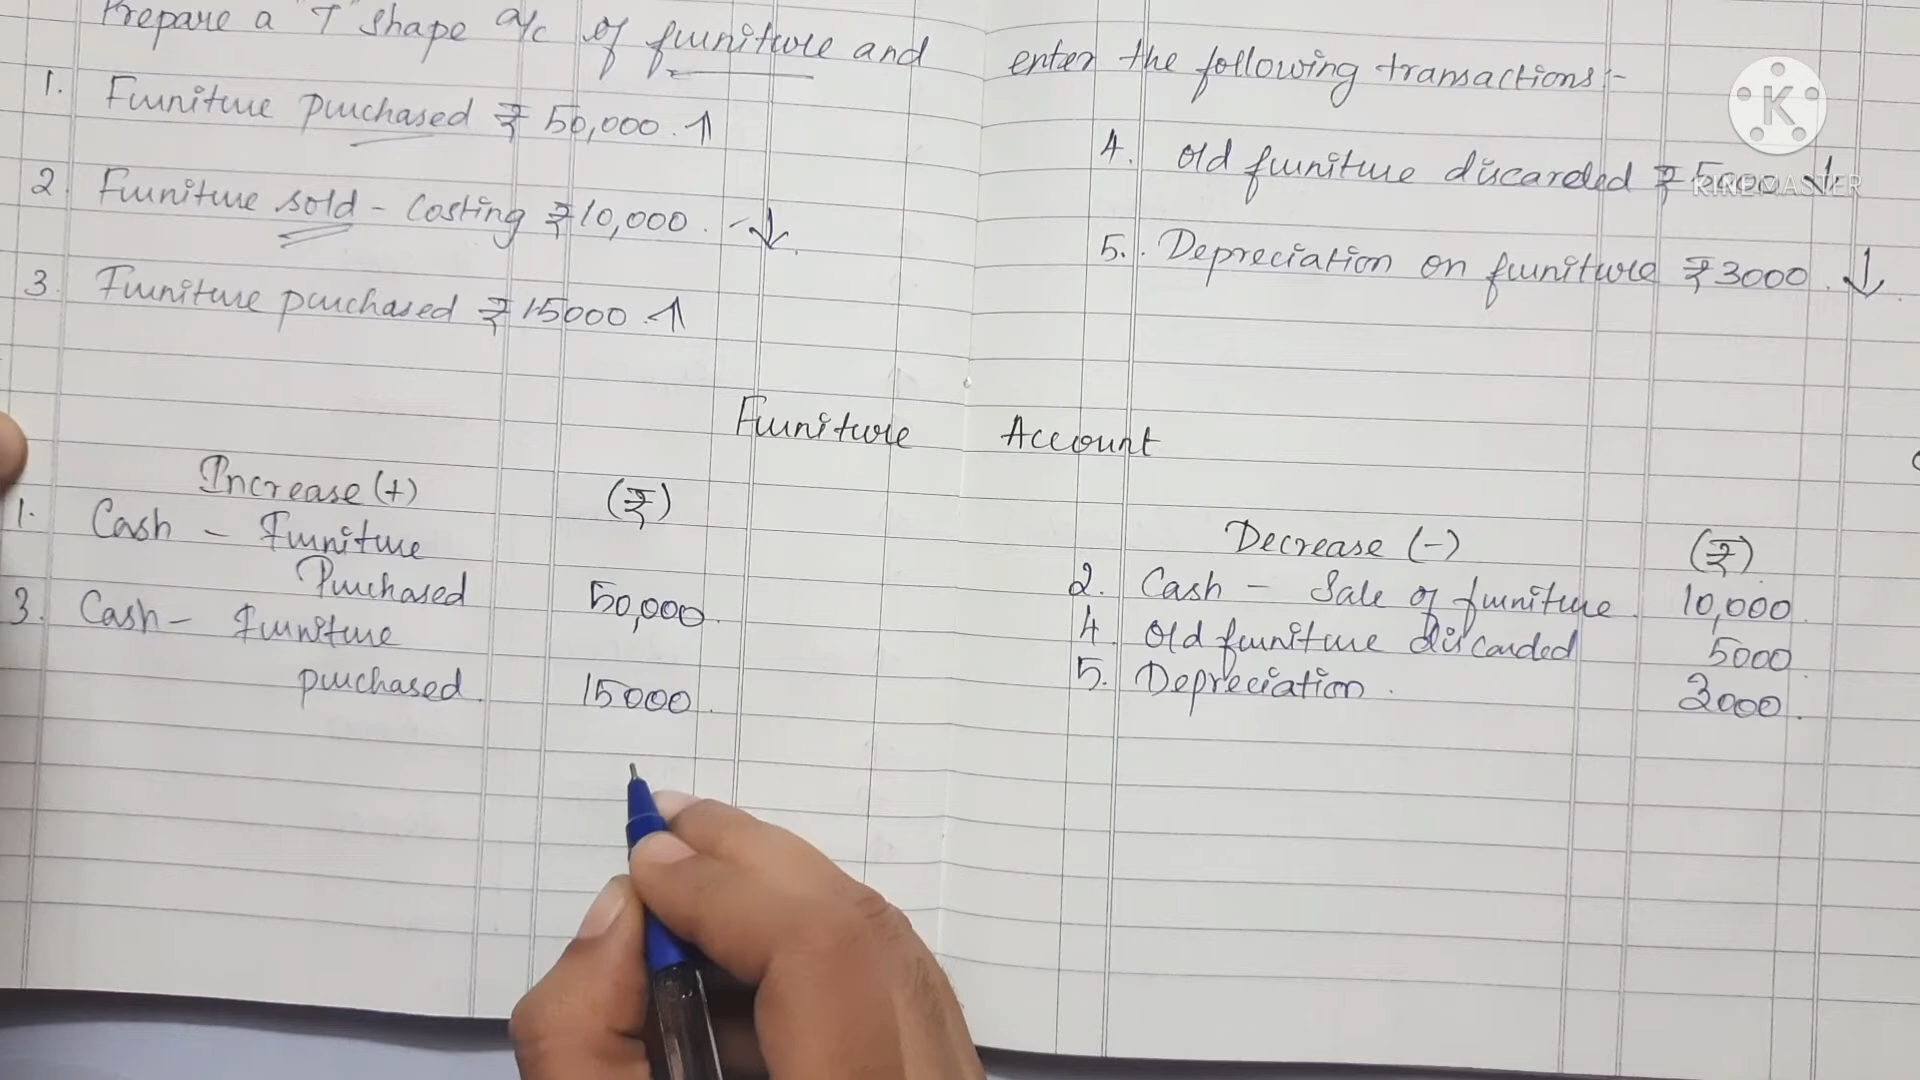 Prepare a "T" shape a/c of furniture and enter the following transactions:-
1. Furniture purchased ₹ 50,000. ↑
2 Furniture sold - Costing ₹ 10,000. - ↓
3. Furniture purchased ₹ 15000. ↑
4. Old furniture discarded ₹ 5000 ↓
5. Depreciation on furniture ₹ 3000. ↓
K
KINEMASTER
Furniture Account
Increase (+) (₹)
1. Cash - Furniture
Purchased 50,000.
3. Cash - Furniture
purchased. 15000.
Decrease (-) (₹)
2. Cash - Sale of furniture 10,000
4. Old furniture discarded 5000
5. Depreciation. 3000.